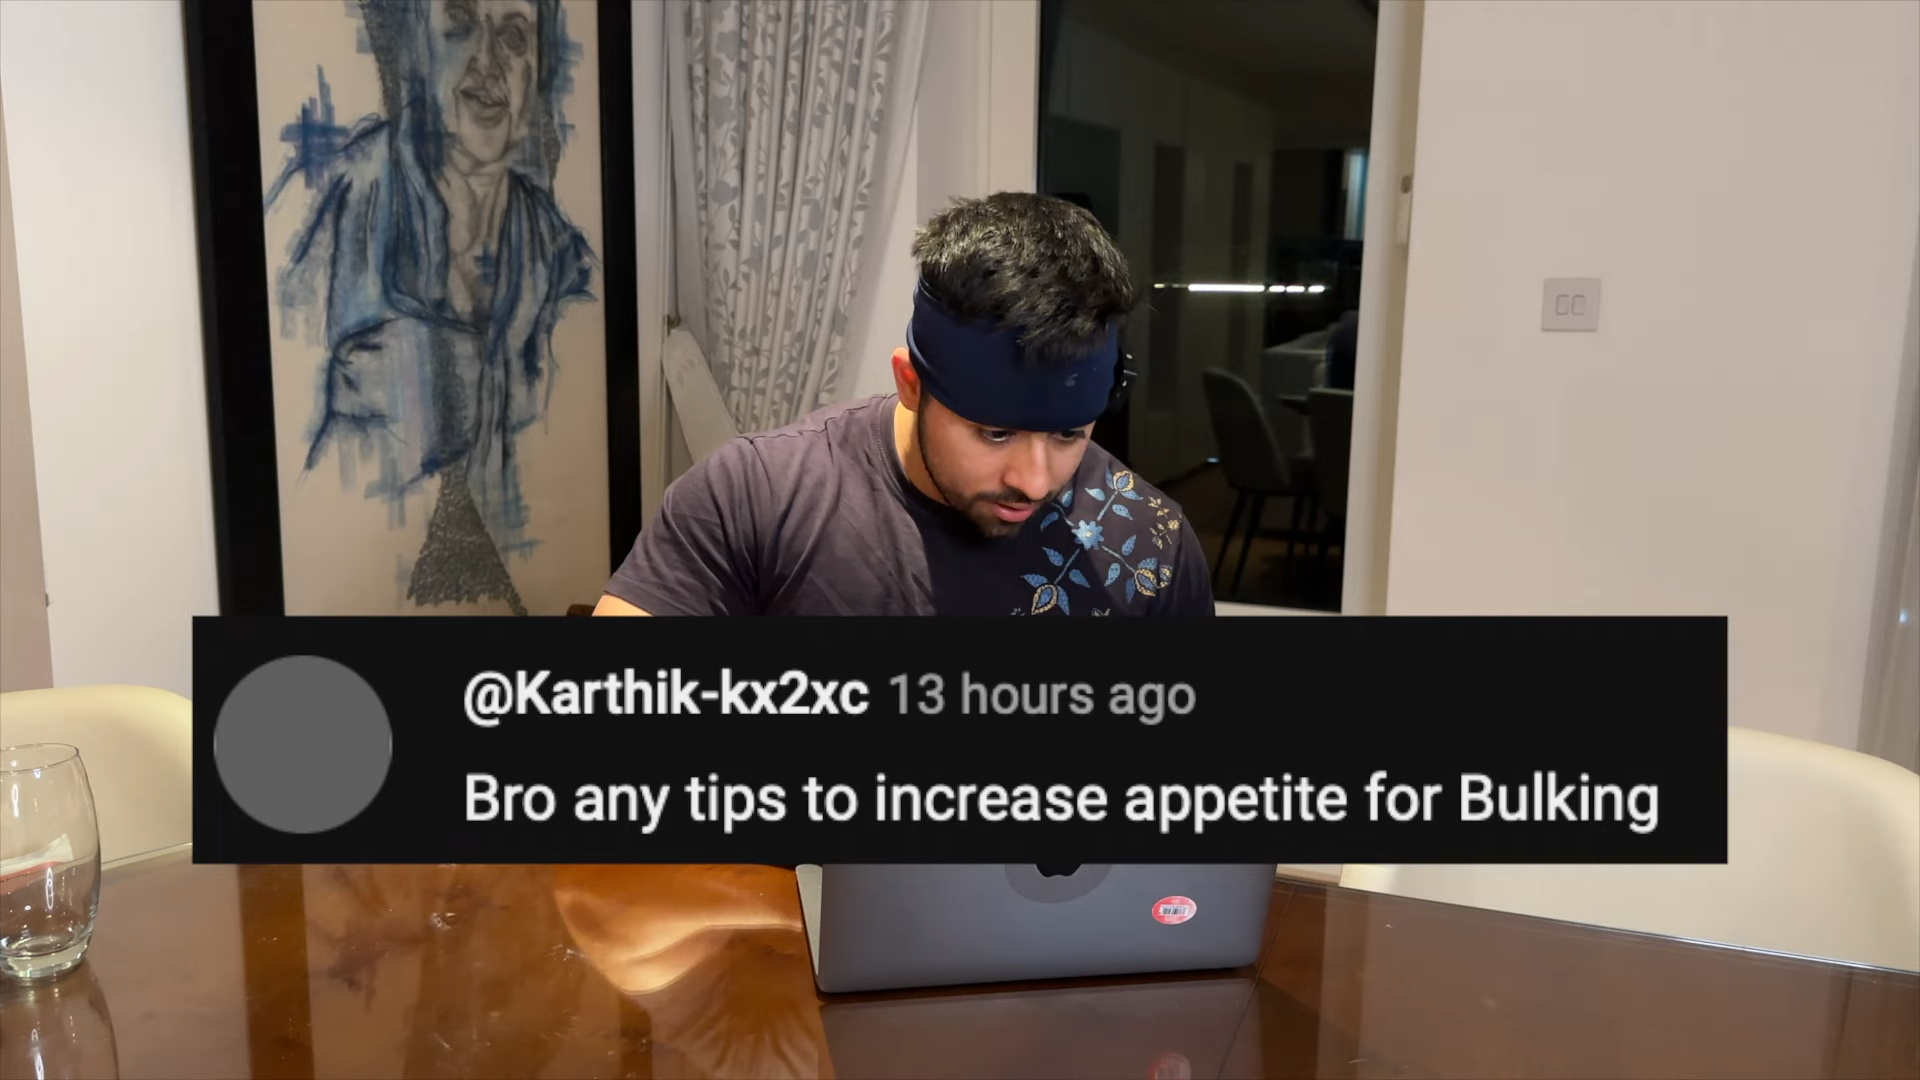 @Karthik-kx2xc 13 hours ago
Bro any tips to increase appetite for Bulking